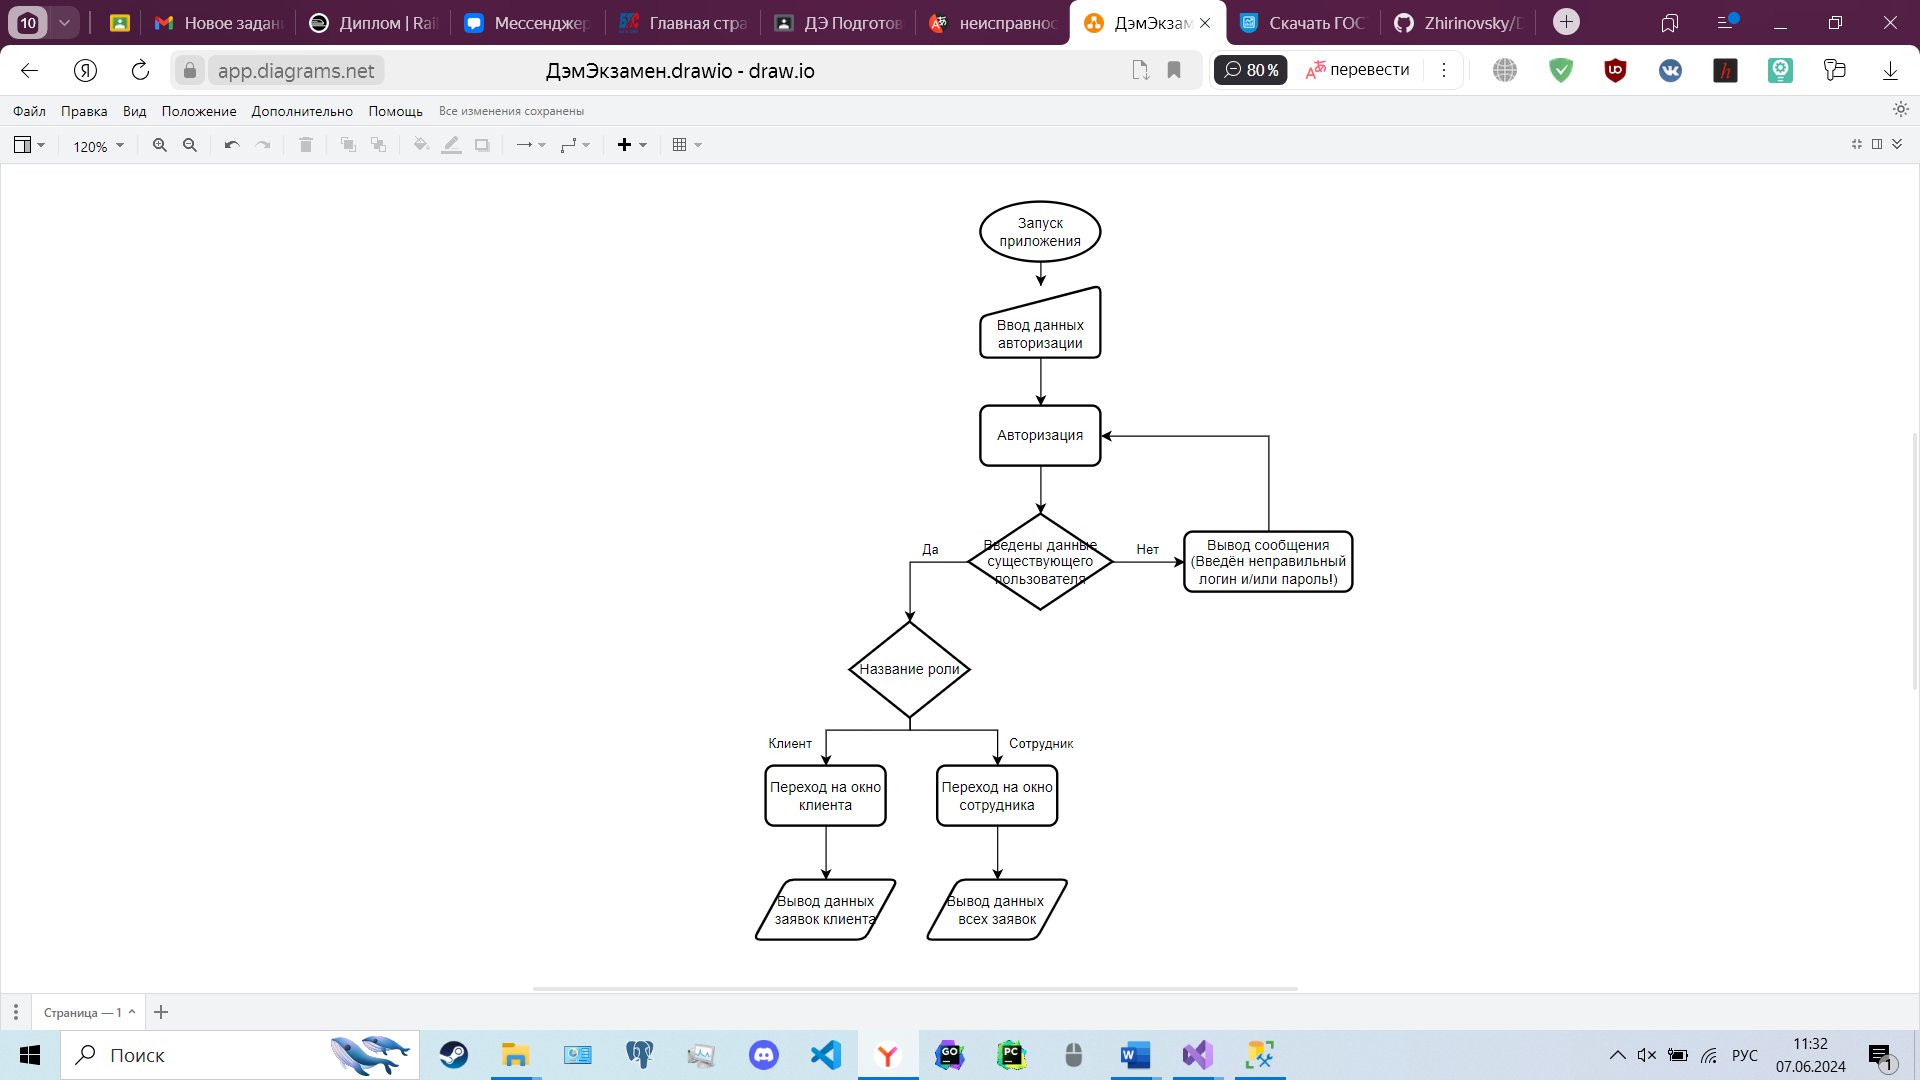 10
Новое задан
Диплом | Rai
Мессенджер
Главная стра
ДЭ Подготов
неисправнос
ДэмЭкзам
Скачать ГОС
Zhirinovsky/D
app.diagrams.net
ДэмЭкзамен.drawio - draw.io
80 %
перевести
Файл
Правка
Вид
Положение
Дополнительно
Помощь
Все изменения сохранены
120%
Запуск
приложения
Ввод данных
авторизации
Авторизация
Введены данные
существующего
пользователя
Да
Нет
Вывод сообщения
(Введён неправильный
логин и/или пароль!)
Название роли
Клиент
Сотрудник
Переход на окно
клиента
Переход на окно
сотрудника
Вывод данных
заявок клиента
Вывод данных
всех заявок
Страница — 1
Поиск
GO
PC
РУС
11:32
07.06.2024
1